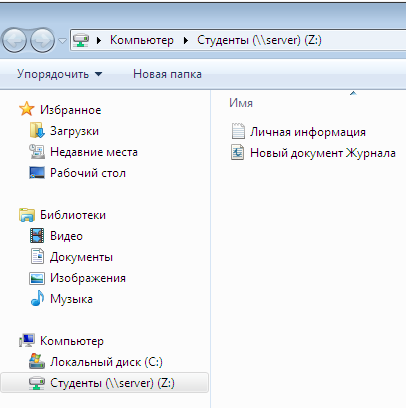 Компьютер Студенты (\\server) (Z:)
Упорядочить Новая папка
Избранное
Загрузки
Недавние места
Рабочий стол
Библиотеки
Видео
Документы
Изображения
Музыка
Компьютер
Локальный диск (C:)
Студенты (\\server) (Z:)
Имя
Личная информация
Новый документ Журнала